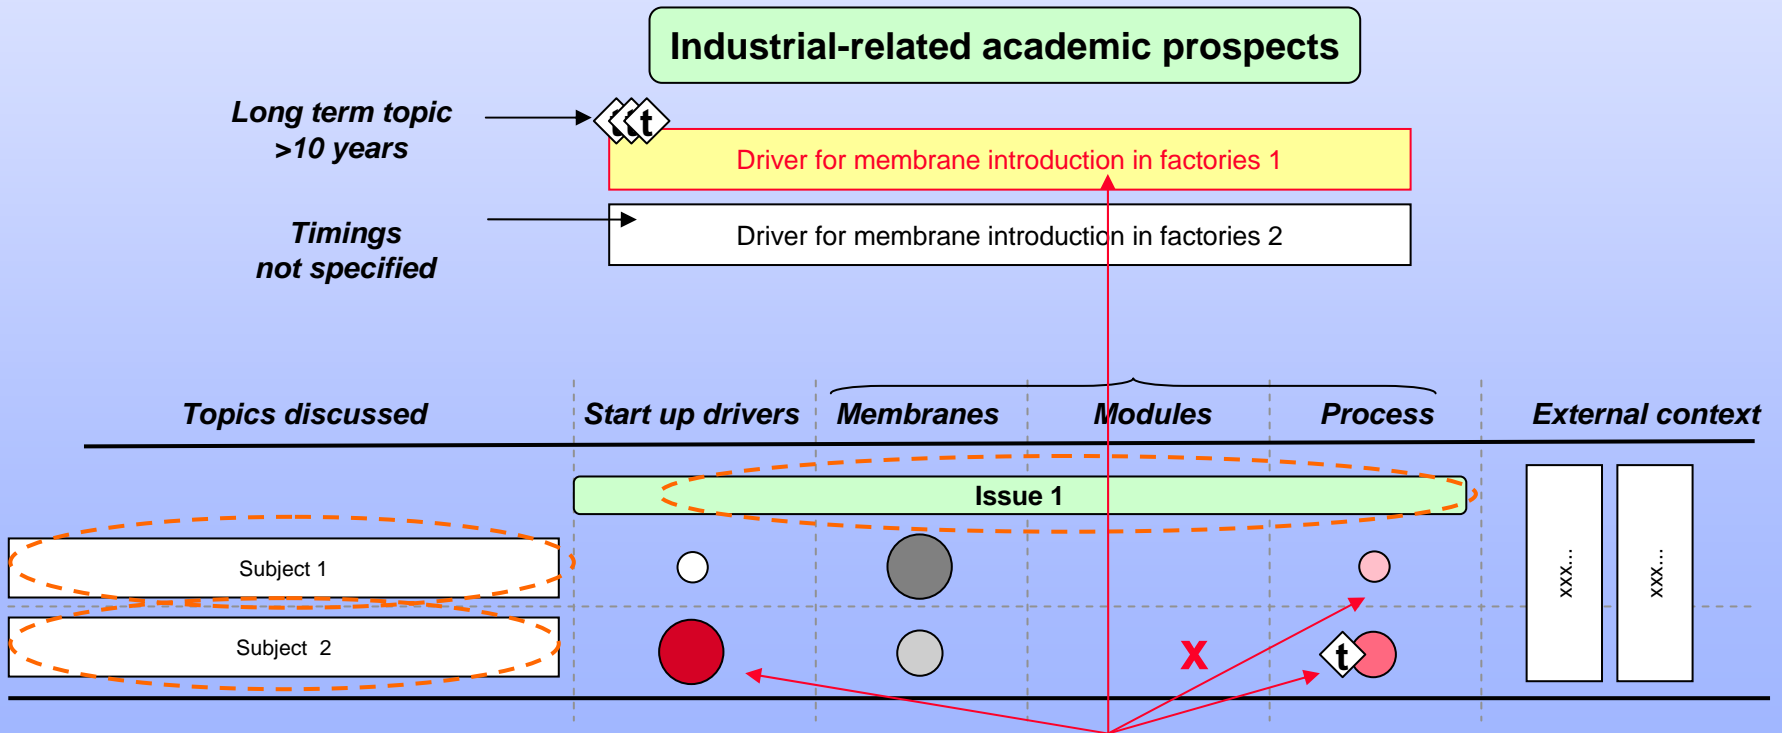 Industrial-related academic prospects
Long term topic
>10 years
t t t
Driver for membrane introduction in factories 1
Timings
not specified
Driver for membrane introduction in factories 2
Topics discussed
Start up drivers
Membranes
Modules
Process
External context
Issue 1
Subject 1
Subject 2
x
t
xxx...
xxx...